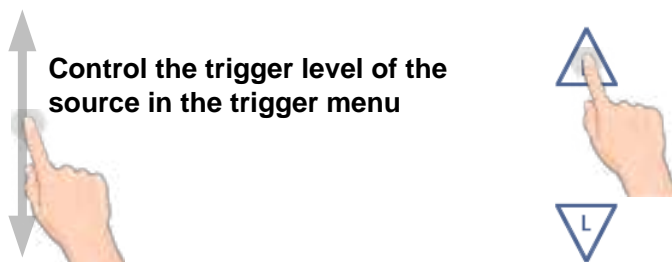 Control the trigger level of the
source in the trigger menu
L